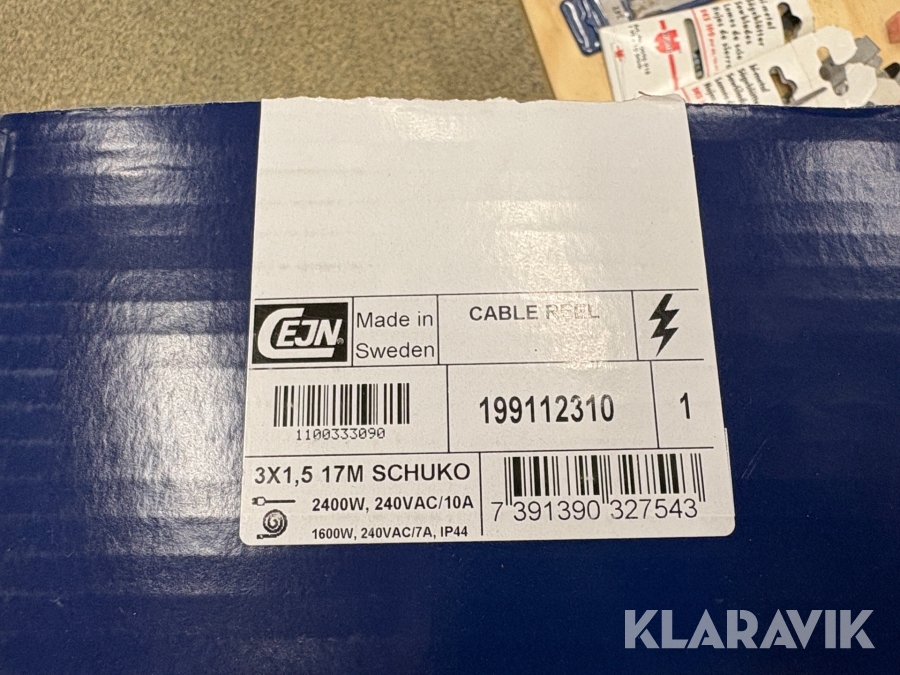 CEJN
Made in
Sweden
CABLE REEL
1100333090
199112310
1
3X1,5 17M SCHUKO
2400W, 240VAC/10A
1600W, 240VAC/7A, IP44
7 391390 327543
KLARAVIK